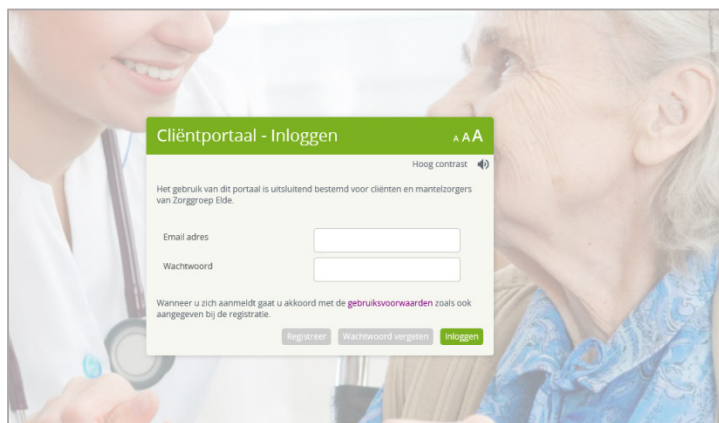 Cliëntportaal - Inloggen A A A
Hoog contrast
Het gebruik van dit portaal is uitsluitend bestemd voor cliënten en mantelzorgers
van Zorggroep Elde.
Email adres
Wachtwoord
Wanneer u zich aanmeldt gaat u akkoord met de gebruiksvoorwaarden zoals ook
aangegeven bij de registratie.
Registreer Wachtwoord vergeten Inloggen